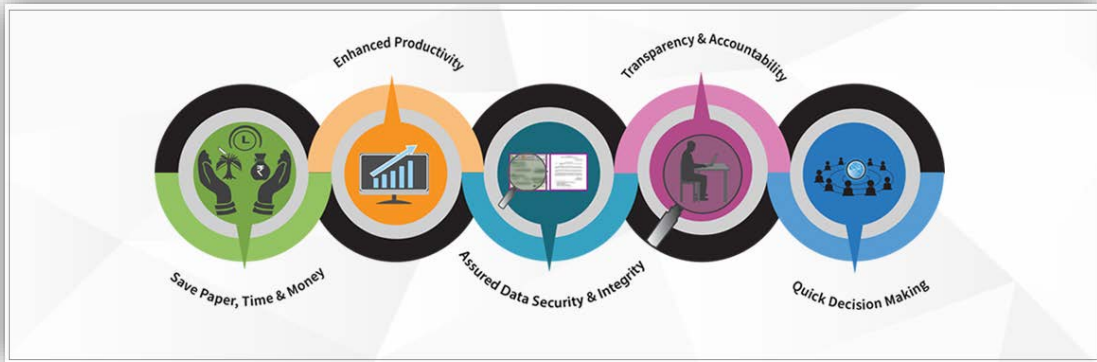 Save Paper, Time & Money
Enhanced Productivity
Assured Data Security & Integrity
Transparency & Accountability
Quick Decision Making